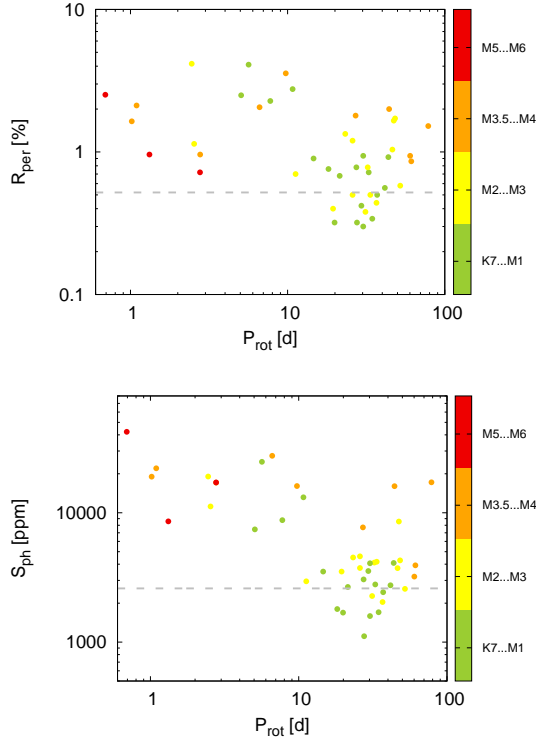 10
1
0.1
R_per [%]
1
10
100
P_rot [d]
M5...M6
M3.5...M4
M2...M3
K7...M1
10000
1000
S_ph [ppm]
1
10
100
P_rot [d]
M5...M6
M3.5...M4
M2...M3
K7...M1